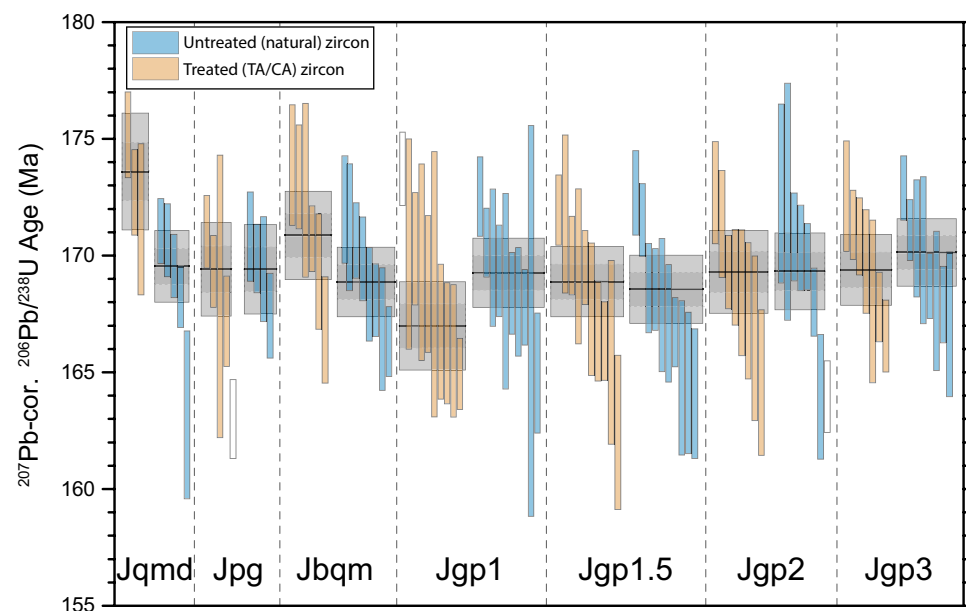 180
175
170
165
160
155
²⁰⁷Pb-cor. ²⁰⁶Pb/²³⁸U Age (Ma)
Untreated (natural) zircon
Treated (TA/CA) zircon
Jqmd Jpg Jbqm Jgp1 Jgp1.5 Jgp2 Jgp3